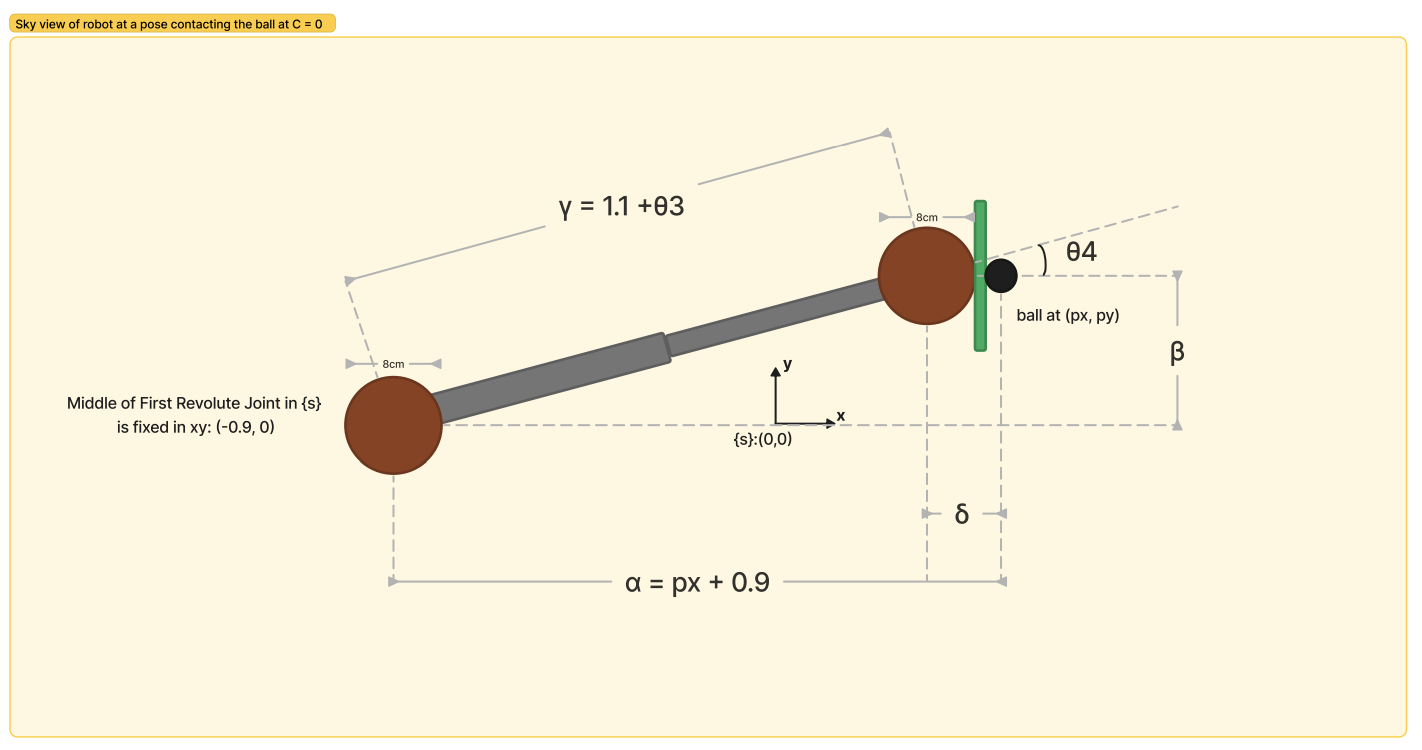 Sky view of robot at a pose contacting the ball at C = 0
γ = 1.1 +θ3
8cm
θ4
ball at (px, py)
β
8cm
y
Middle of First Revolute Joint in {s}
is fixed in xy: (-0.9, 0)
x
{s}:(0,0)
δ
α = px + 0.9